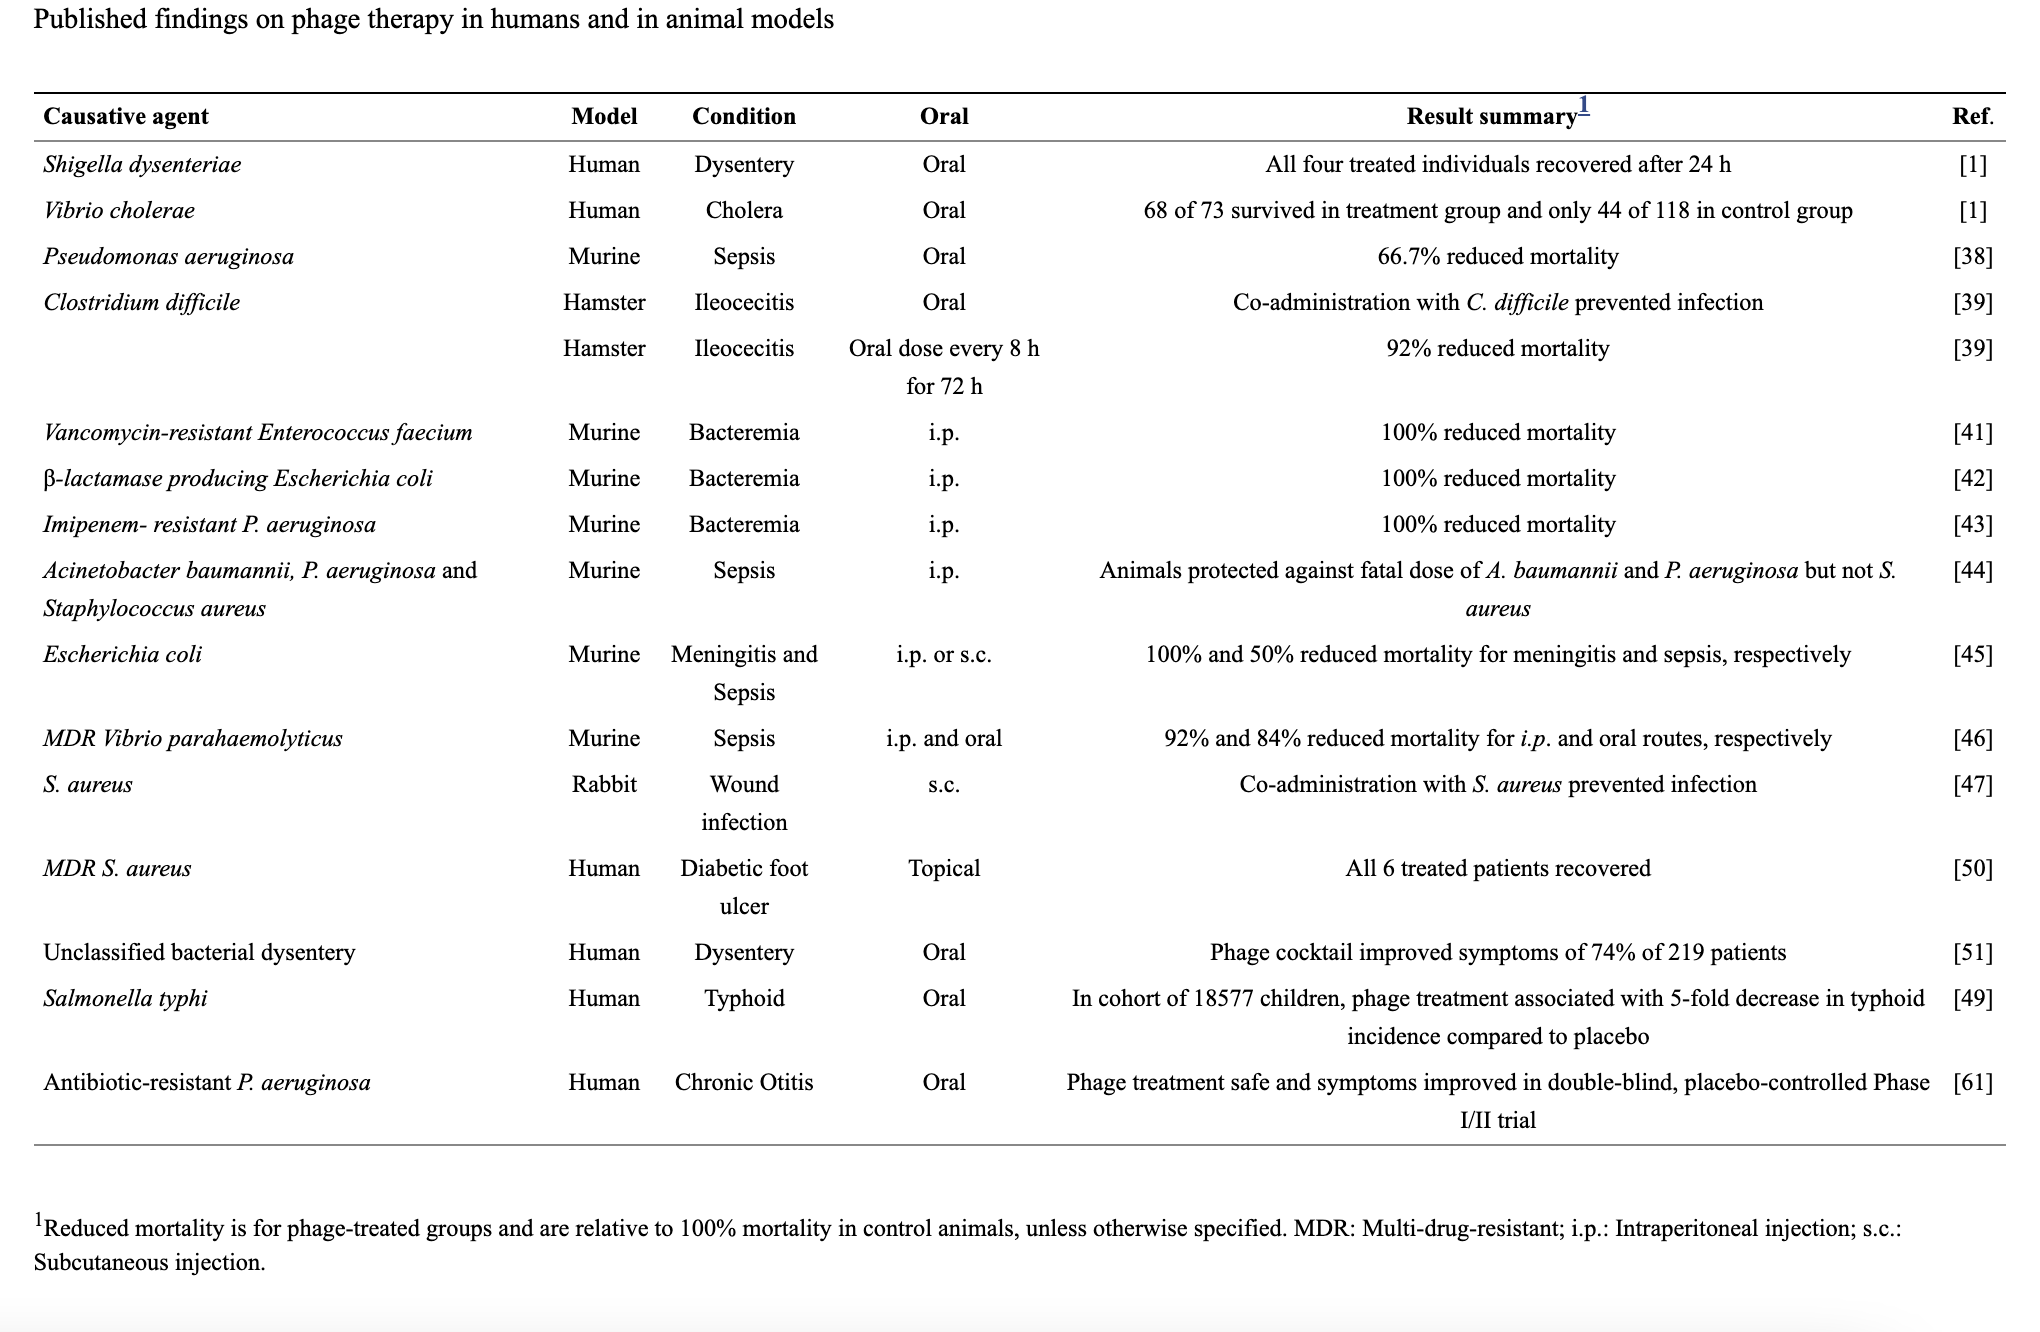 Published findings on phage therapy in humans and in animal models
Causative agent Model Condition Oral Result summary1 Ref.
Shigella dysenteriae Human Dysentery Oral All four treated individuals recovered after 24 h [1]
Vibrio cholerae Human Cholera Oral 68 of 73 survived in treatment group and only 44 of 118 in control group [1]
Pseudomonas aeruginosa Murine Sepsis Oral 66.7% reduced mortality [38]
Clostridium difficile Hamster Ileocecitis Oral Co-administration with C. difficile prevented infection [39]
Hamster Ileocecitis Oral dose every 8 h 92% reduced mortality [39]
for 72 h
Vancomycin-resistant Enterococcus faecium Murine Bacteremia i.p. 100% reduced mortality [41]
β-lactamase producing Escherichia coli Murine Bacteremia i.p. 100% reduced mortality [42]
Imipenem- resistant P. aeruginosa Murine Bacteremia i.p. 100% reduced mortality [43]
Acinetobacter baumannii, P. aeruginosa and Murine Sepsis i.p. Animals protected against fatal dose of A. baumannii and P. aeruginosa but not S. [44]
Staphylococcus aureus aureus
Escherichia coli Murine Meningitis and i.p. or s.c. 100% and 50% reduced mortality for meningitis and sepsis, respectively [45]
Sepsis
MDR Vibrio parahaemolyticus Murine Sepsis i.p. and oral 92% and 84% reduced mortality for i.p. and oral routes, respectively [46]
S. aureus Rabbit Wound s.c. Co-administration with S. aureus prevented infection [47]
infection
MDR S. aureus Human Diabetic foot Topical All 6 treated patients recovered [50]
ulcer
Unclassified bacterial dysentery Human Dysentery Oral Phage cocktail improved symptoms of 74% of 219 patients [51]
Salmonella typhi Human Typhoid Oral In cohort of 18577 children, phage treatment associated with 5-fold decrease in typhoid [49]
incidence compared to placebo
Antibiotic-resistant P. aeruginosa Human Chronic Otitis Oral Phage treatment safe and symptoms improved in double-blind, placebo-controlled Phase [61]
I/II trial
1Reduced mortality is for phage-treated groups and are relative to 100% mortality in control animals, unless otherwise specified. MDR: Multi-drug-resistant; i.p.: Intraperitoneal injection; s.c.:
Subcutaneous injection.